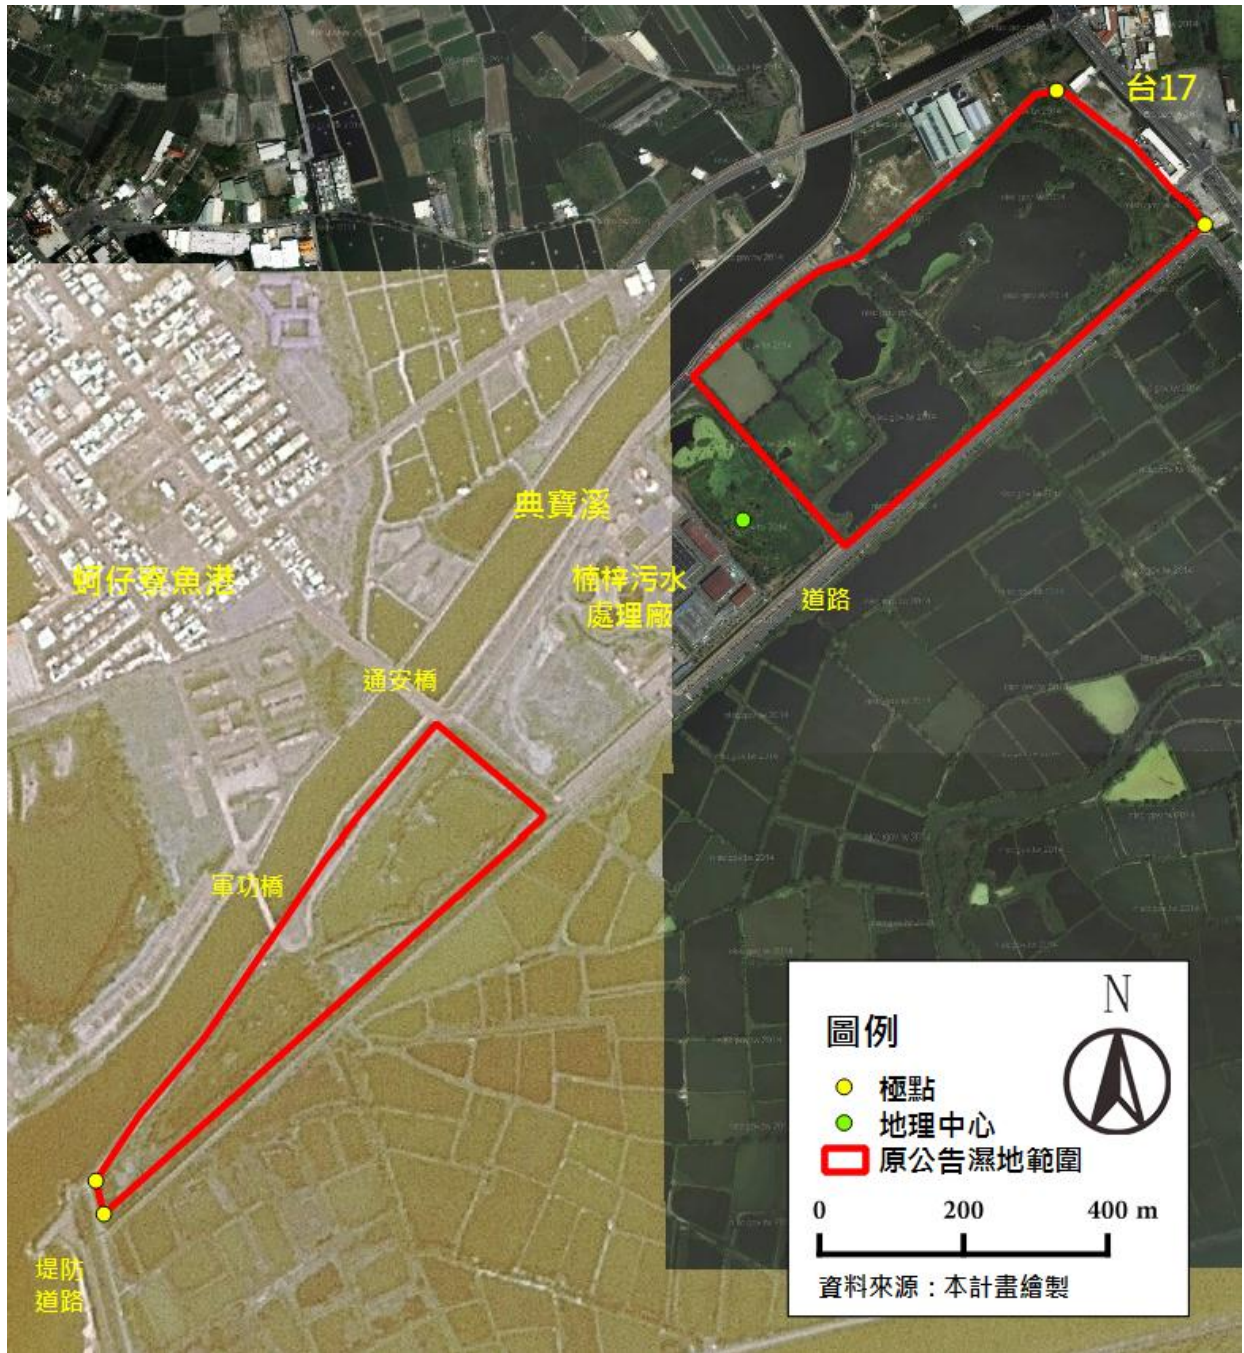 台17
典寶溪
蚵仔寮魚港
楠梓污水
處理廠
道路
通安橋
軍功橋
N
圖例
極點
地理中心
原公告濕地範圍
0 200 400 m
資料來源：本計畫繪製
堤防
道路